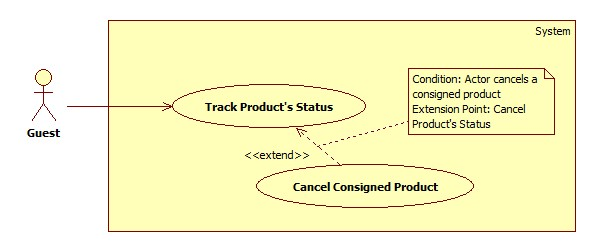 System
Condition: Actor cancels a
consigned product
Extension Point: Cancel
Product's Status
Track Product's Status
Guest
<<extend>>
Cancel Consigned Product